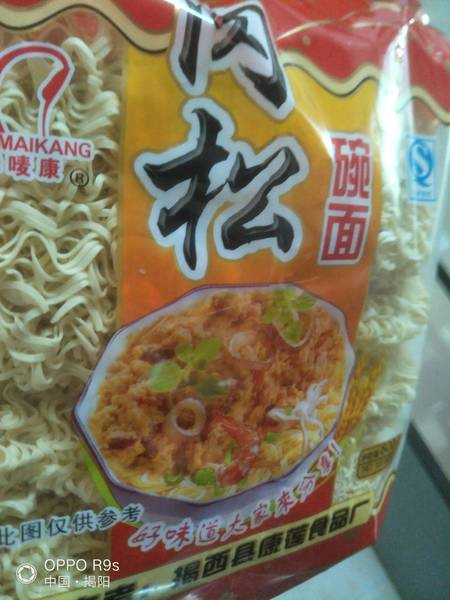 肉松
碗面
MAIKANG
唛康®
此图仅供参考
好味道大家来分享!
揭西县康莲食品厂
OPPO R9s
中国·揭阳